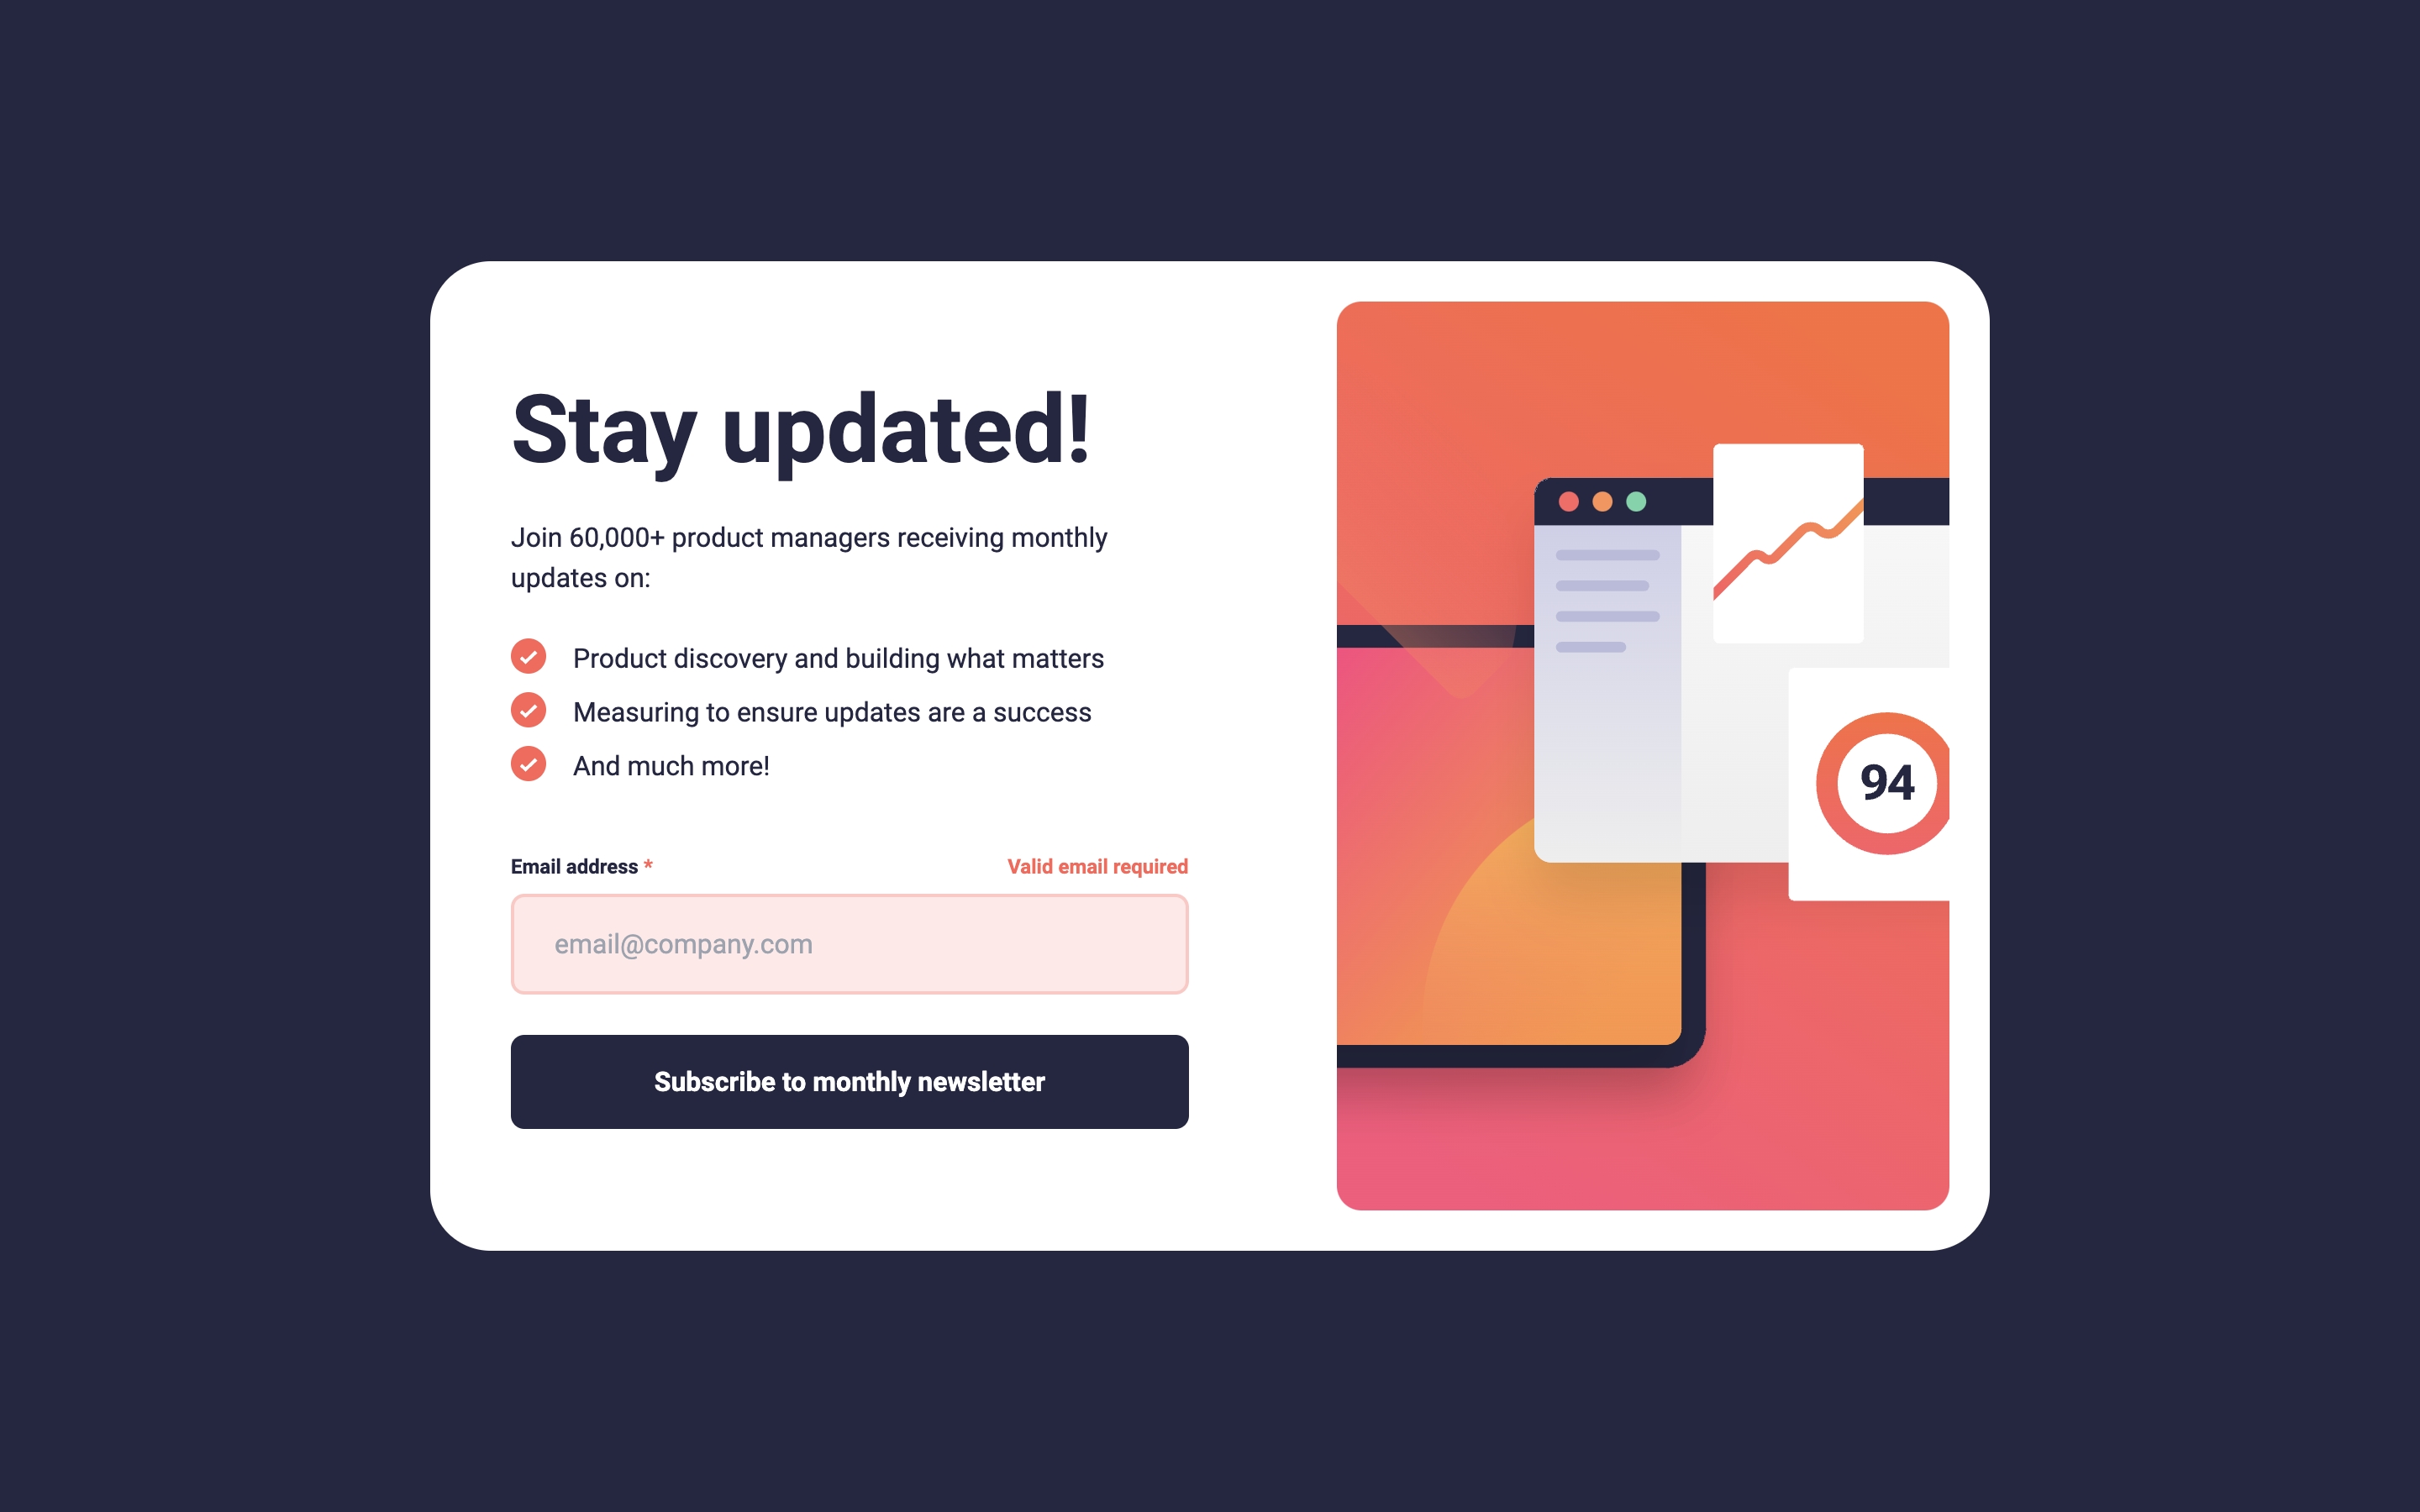 Stay updated!
Join 60,000+ product managers receiving monthly
updates on:
Product discovery and building what matters
Measuring to ensure updates are a success
And much more!
Email address * Valid email required
email@company.com
Subscribe to monthly newsletter
94